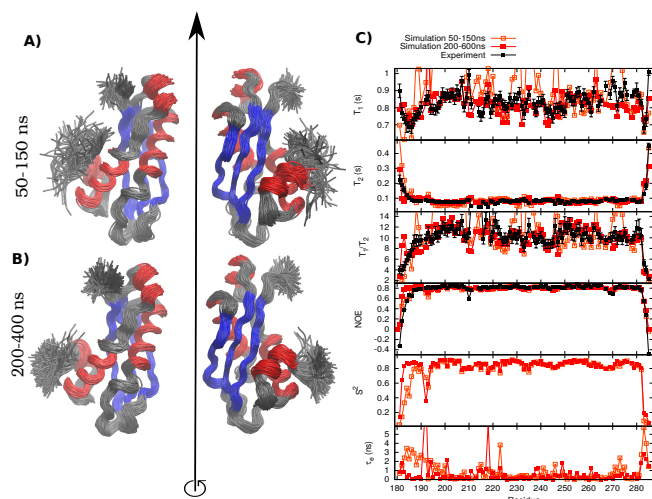 A)
50-150 ns
B)
200-400 ns
C)
Simulation 50-150ns
Simulation 200-600ns
Experiment
1
0.9
0.8
0.7
T1 (s)
0.4
0.3
0.2
0.1
T2 (s)
14
12
10
8
6
4
2
T1/T2
0.8
0.6
0.4
0.2
0
-0.2
-0.4
NOE
0.8
0.6
0.4
0.2
S2
5
4
3
2
1
0
τe (ns)
180 190 200 210 220 230 240 250 260 270 280